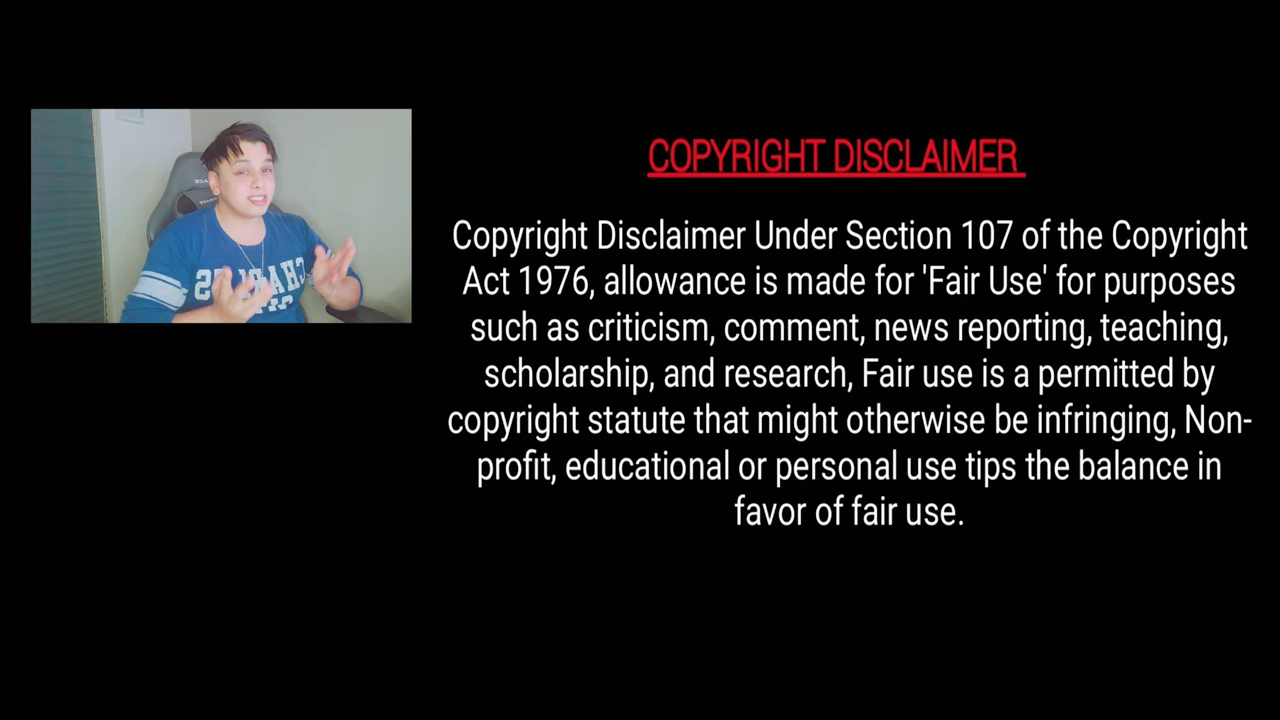 COPYRIGHT DISCLAIMER
Copyright Disclaimer Under Section 107 of the Copyright
Act 1976, allowance is made for 'Fair Use' for purposes
such as criticism, comment, news reporting, teaching,
scholarship, and research, Fair use is a permitted by
copyright statute that might otherwise be infringing, Non-
profit, educational or personal use tips the balance in
favor of fair use.